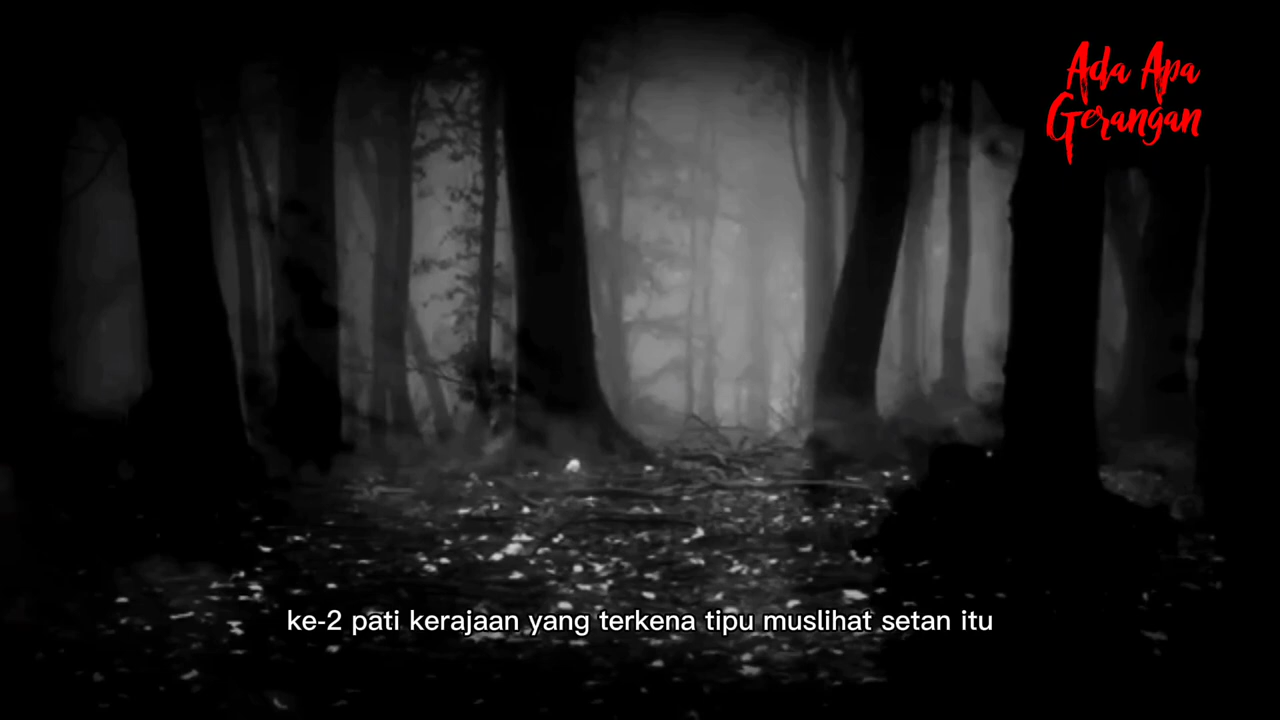 Ada Apa
Gerangan
ke-2 pati kerajaan yang terkena tipu muslihat setan itu